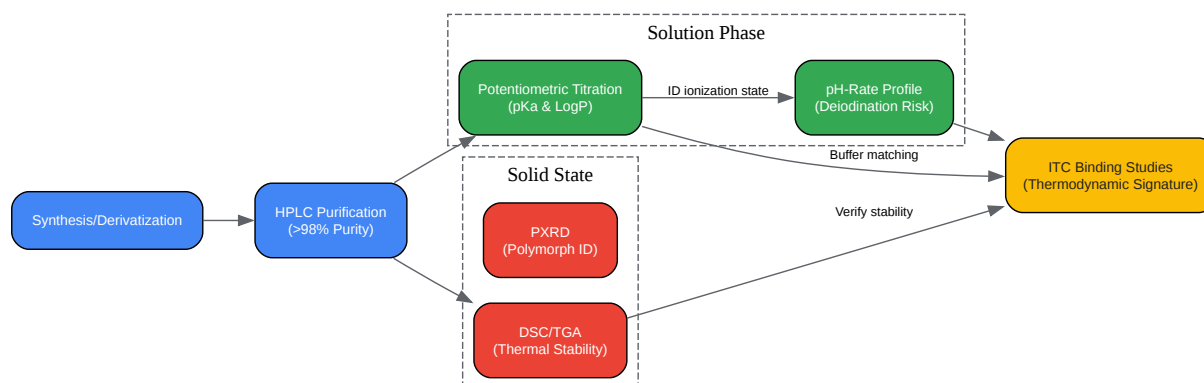 Solution Phase
Potentiometric Titration
(pKa & LogP)
ID ionization state
pH-Rate Profile
(Deiodination Risk)
Buffer matching
ITC Binding Studies
(Thermodynamic Signature)
Solid State
Synthesis/Derivatization
HPLC Purification
(>98% Purity)
PXRD
(Polymorph ID)
Verify stability
DSC/TGA
(Thermal Stability)